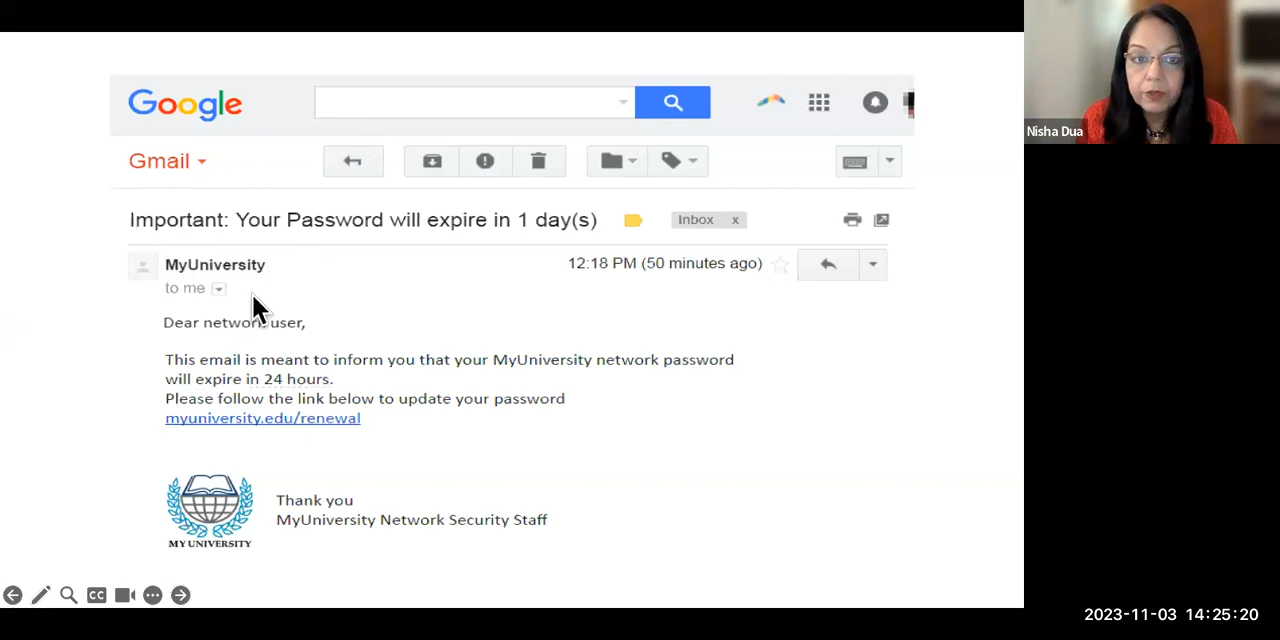 Google
Gmail
Important: Your Password will expire in 1 day(s)
Inbox x
MyUniversity
12:18 PM (50 minutes ago)
to me
Dear network user,
This email is meant to inform you that your MyUniversity network password
will expire in 24 hours.
Please follow the link below to update your password
myuniversity.edu/renewal
MY UNIVERSITY
Thank you
MyUniversity Network Security Staff
CC
Nisha Dua
2023-11-03 14:25:20